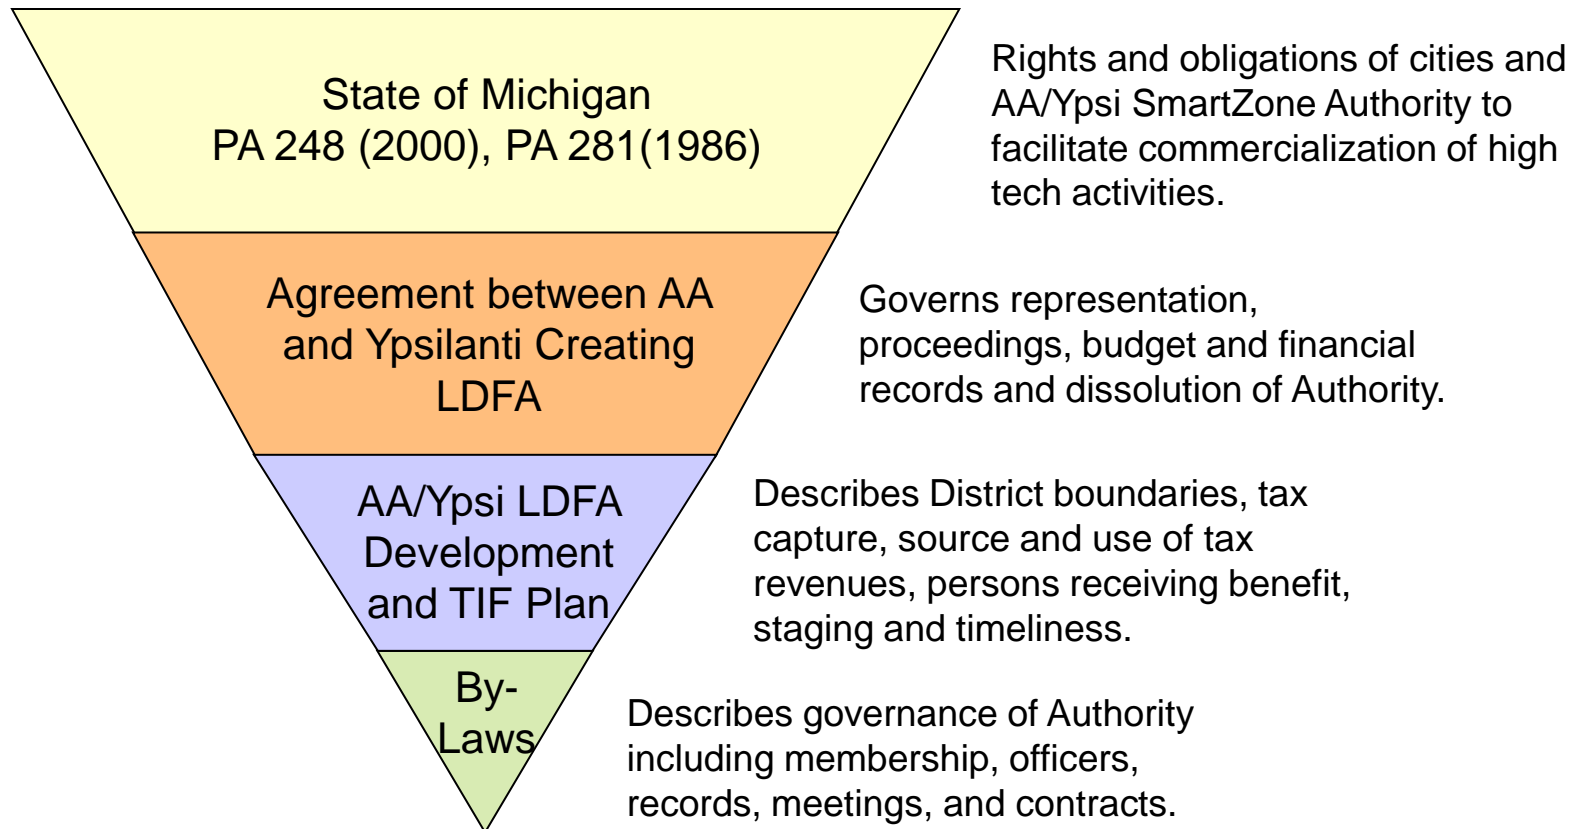 State of Michigan
PA 248 (2000), PA 281(1986)
Rights and obligations of cities and
AA/Ypsi SmartZone Authority to
facilitate commercialization of high
tech activities.
Agreement between AA
and Ypsilanti Creating
LDFA
Governs representation,
proceedings, budget and financial
records and dissolution of Authority.
AA/Ypsi LDFA
Development
and TIF Plan
Describes District boundaries, tax
capture, source and use of tax
revenues, persons receiving benefit,
staging and timeliness.
By-
Laws
Describes governance of Authority
including membership, officers,
records, meetings, and contracts.